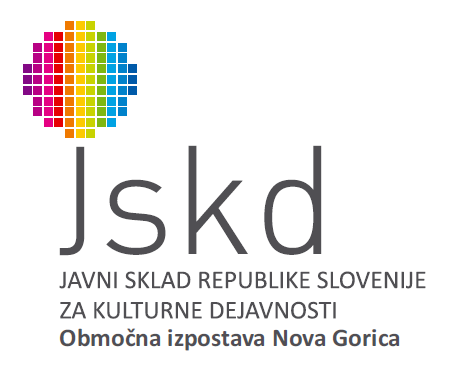 Jskd
JAVNI SKLAD REPUBLIKE SLOVENIJE
ZA KULTURNE DEJAVNOSTI
Območna izpostava Nova Gorica